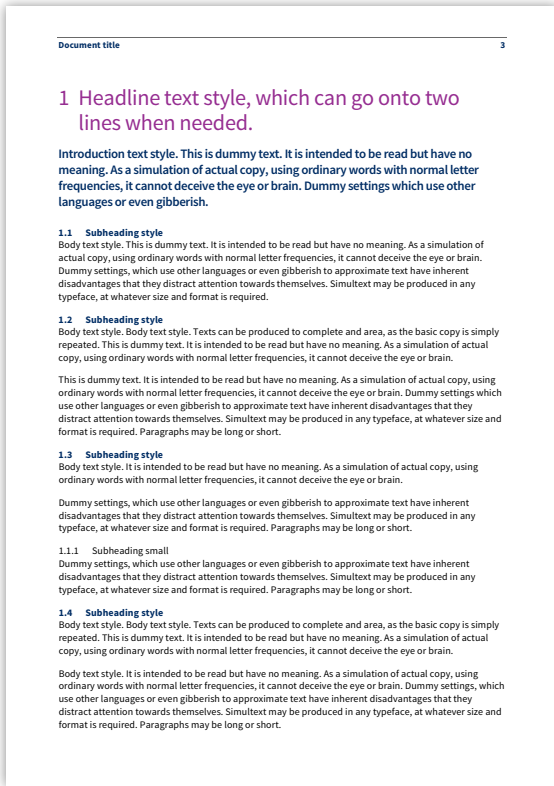 Document title 3
1 Headline text style, which can go onto two
lines when needed.
Introduction text style. This is dummy text. It is intended to be read but have no
meaning. As a simulation of actual copy, using ordinary words with normal letter
frequencies, it cannot deceive the eye or brain. Dummy settings which use other
languages or even gibberish.
1.1 Subheading style
Body text style. This is dummy text. It is intended to be read but have no meaning. As a simulation of
actual copy, using ordinary words with normal letter frequencies, it cannot deceive the eye or brain.
Dummy settings, which use other languages or even gibberish to approximate text have inherent
disadvantages that they distract attention towards themselves. Simultext may be produced in any
typeface, at whatever size and format is required.
1.2 Subheading style
Body text style. Body text style. Texts can be produced to complete and area, as the basic copy is simply
repeated. This is dummy text. It is intended to be read but have no meaning. As a simulation of actual
copy, using ordinary words with normal letter frequencies, it cannot deceive the eye or brain.
This is dummy text. It is intended to be read but have no meaning. As a simulation of actual copy, using
ordinary words with normal letter frequencies, it cannot deceive the eye or brain. Dummy settings which
use other languages or even gibberish to approximate text have inherent disadvantages that they
distract attention towards themselves. Simultext may be produced in any typeface, at whatever size and
format is required. Paragraphs may be long or short.
1.3 Subheading style
Body text style. It is intended to be read but have no meaning. As a simulation of actual copy, using
ordinary words with normal letter frequencies, it cannot deceive the eye or brain.
Dummy settings, which use other languages or even gibberish to approximate text have inherent
disadvantages that they distract attention towards themselves. Simultext may be produced in any
typeface, at whatever size and format is required. Paragraphs may be long or short.
1.1.1 Subheading small
Dummy settings, which use other languages or even gibberish to approximate text have inherent
disadvantages that they distract attention towards themselves. Simultext may be produced in any
typeface, at whatever size and format is required. Paragraphs may be long or short.
1.4 Subheading style
Body text style. Body text style. Texts can be produced to complete and area, as the basic copy is simply
repeated. This is dummy text. It is intended to be read but have no meaning. As a simulation of actual
copy, using ordinary words with normal letter frequencies, it cannot deceive the eye or brain.
Body text style. It is intended to be read but have no meaning. As a simulation of actual copy, using
ordinary words with normal letter frequencies, it cannot deceive the eye or brain. Dummy settings, which
use other languages or even gibberish to approximate text have inherent disadvantages that they
distract attention towards themselves. Simultext may be produced in any typeface, at whatever size and
format is required. Paragraphs may be long or short.